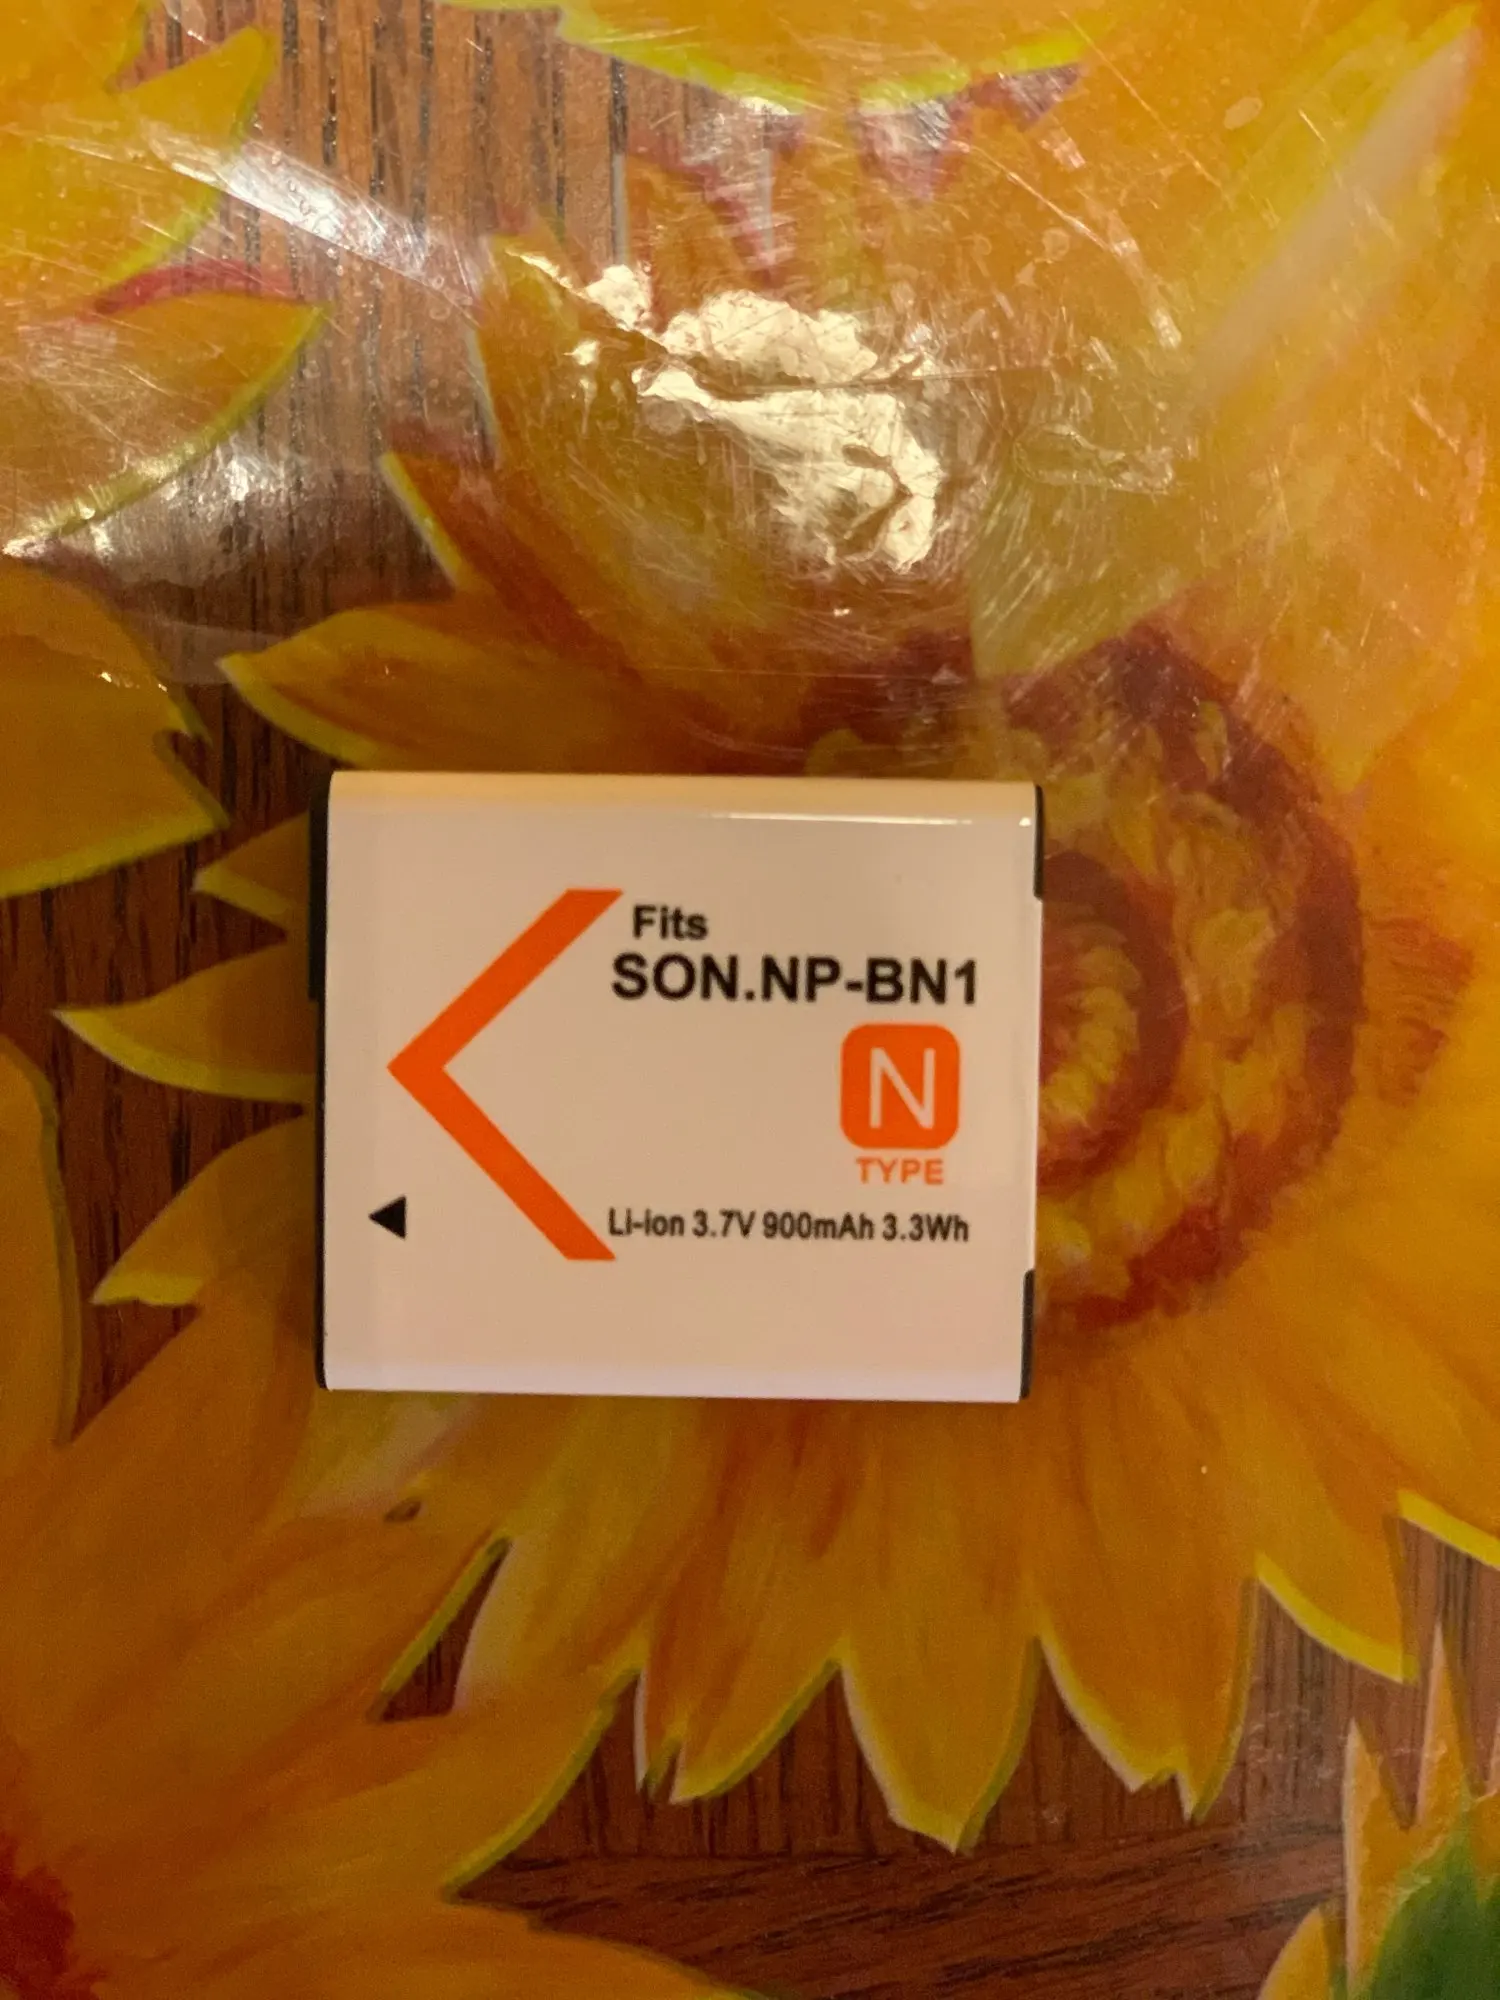 Fits
SON.NP-BN1
N
TYPE
Li-ion 3.7V 900mAh 3.3Wh